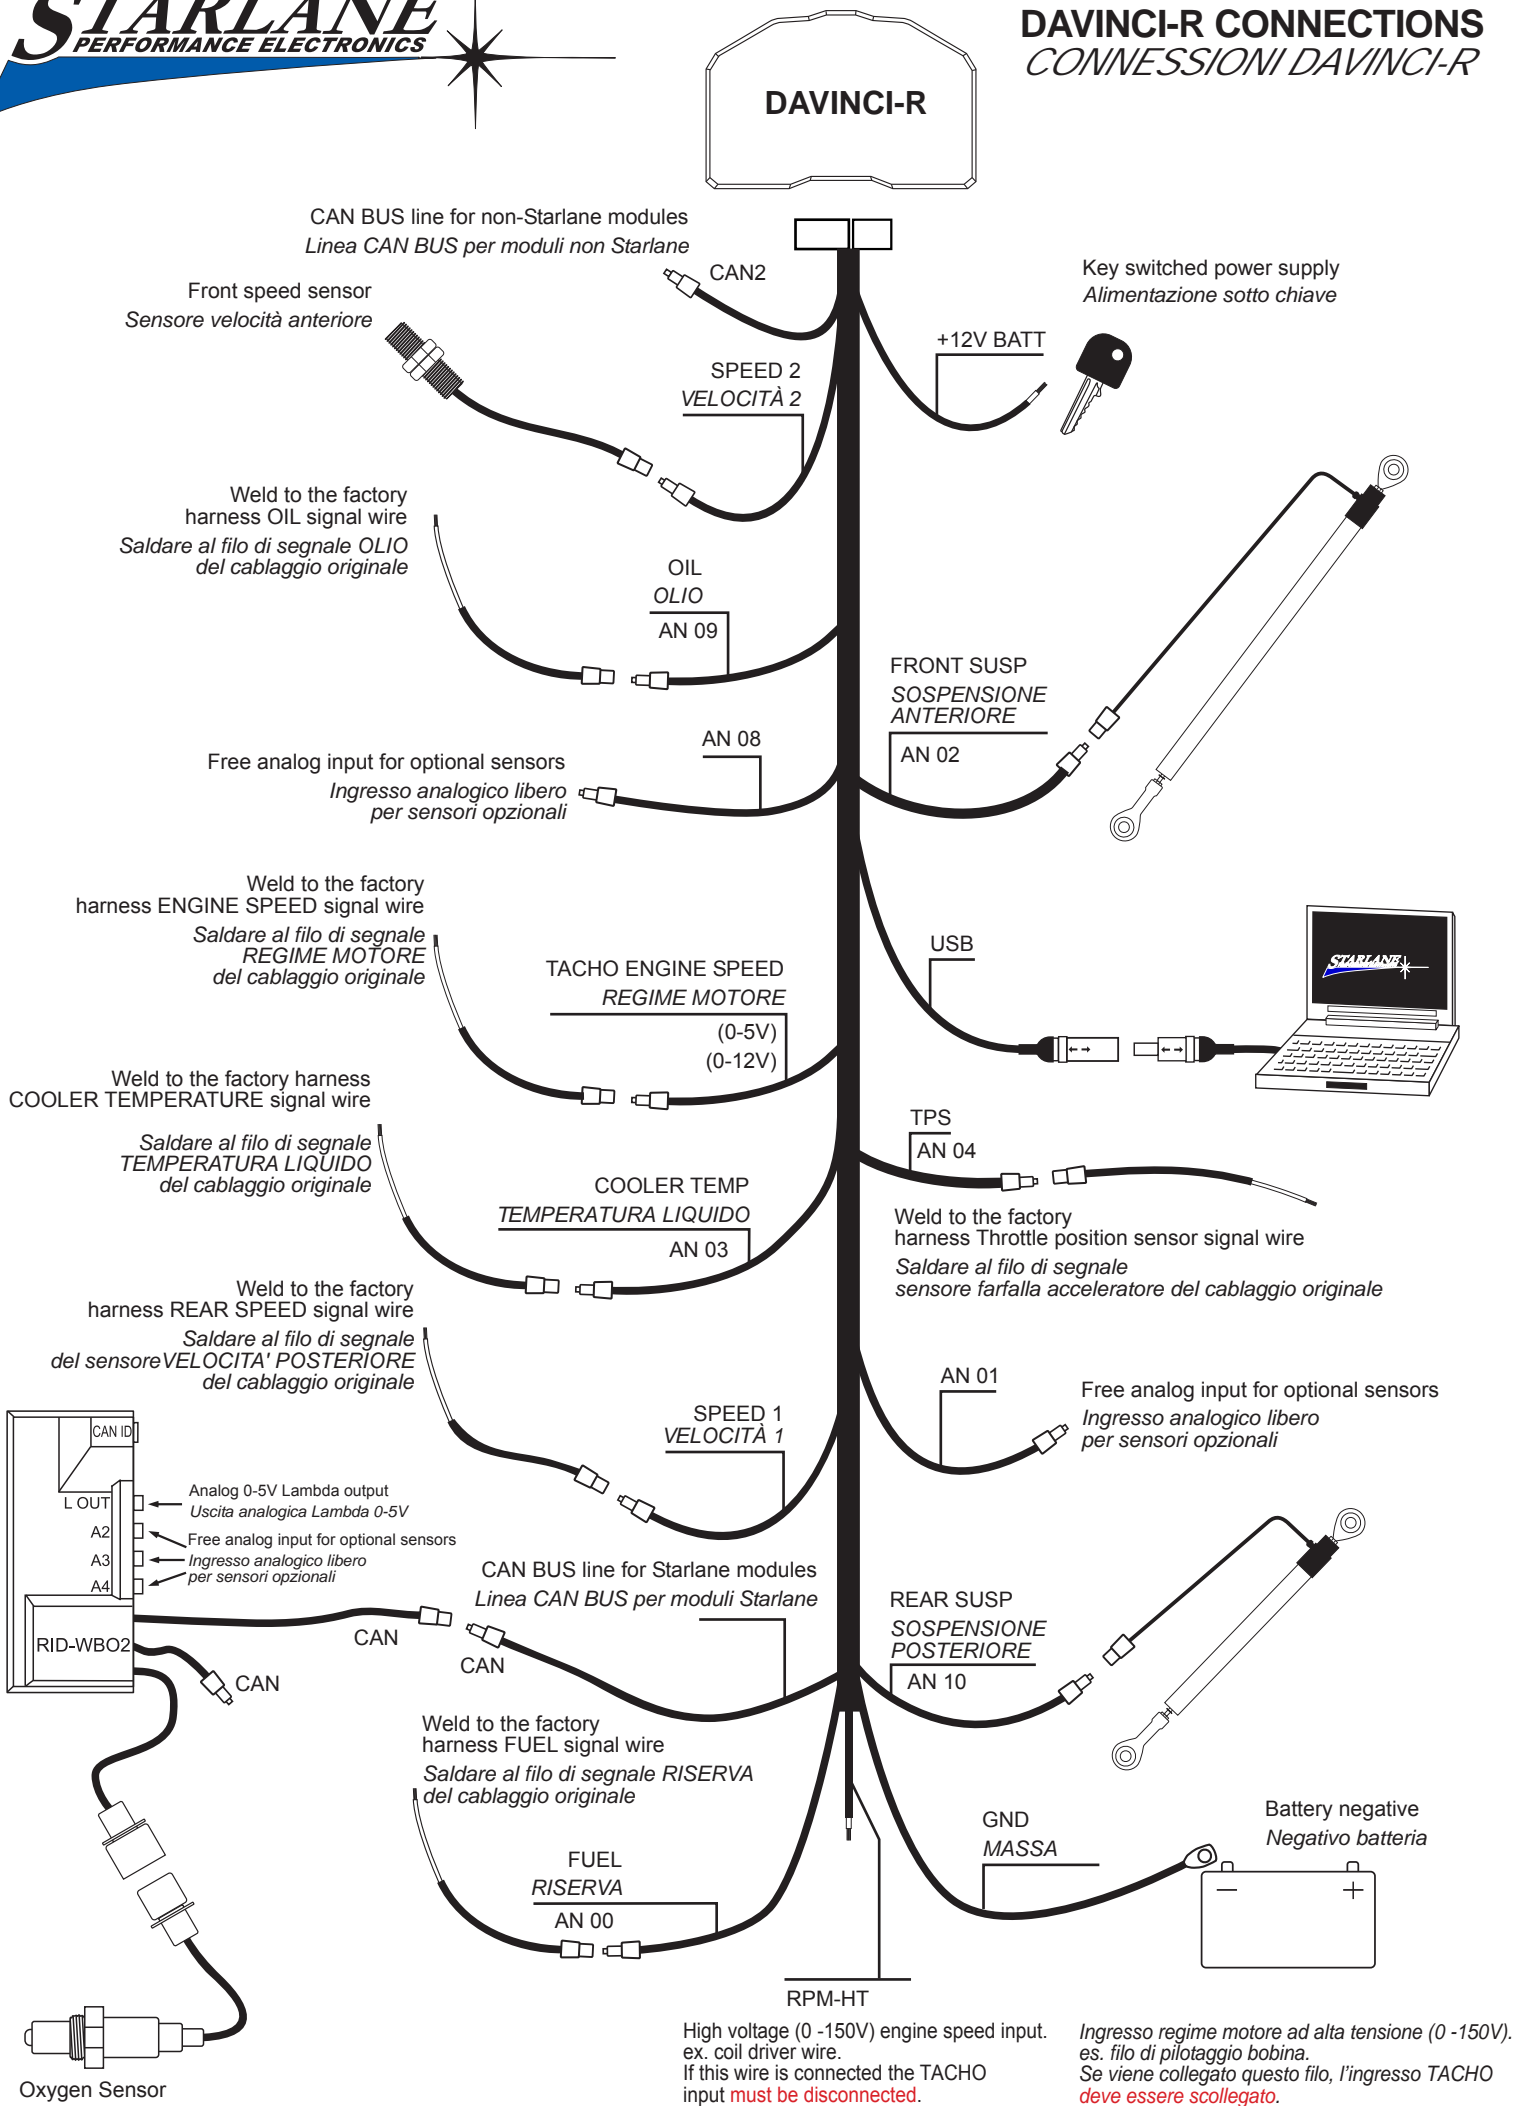 STARLANE
PERFORMANCE ELECTRONICS
DAVINCI-R CONNECTIONS
CONNESSIONI DAVINCI-R
DAVINCI-R
CAN BUS line for non-Starlane modules
Linea CAN BUS per moduli non Starlane
CAN2
Key switched power supply
Alimentazione sotto chiave
Front speed sensor
Sensore velocità anteriore
+12V BATT
SPEED 2
VELOCITÀ 2
Weld to the factory
harness OIL signal wire
Saldare al filo di segnale OLIO
del cablaggio originale
OIL
OLIO
AN 09
FRONT SUSP
SOSPENSIONE
ANTERIORE
AN 02
AN 08
Free analog input for optional sensors
Ingresso analogico libero
per sensori opzionali
Weld to the factory
harness ENGINE SPEED signal wire
Saldare al filo di segnale
REGIME MOTORE
del cablaggio originale
TACHO ENGINE SPEED
REGIME MOTORE
(0-5V)
(0-12V)
USB
STARLANE
Weld to the factory harness
COOLER TEMPERATURE signal wire
Saldare al filo di segnale
TEMPERATURA LIQUIDO
del cablaggio originale
COOLER TEMP
TEMPERATURA LIQUIDO
AN 03
TPS
AN 04
Weld to the factory
harness Throttle position sensor signal wire
Saldare al filo di segnale
sensore farfalla acceleratore del cablaggio originale
Weld to the factory
harness REAR SPEED signal wire
Saldare al filo di segnale
del sensoreVELOCITA' POSTERIORE
del cablaggio originale
SPEED 1
VELOCITÀ 1
AN 01
Free analog input for optional sensors
Ingresso analogico libero
per sensori opzionali
CAN ID
L OUT
A2
A3
A4
RID-WBO2
Analog 0-5V Lambda output
Uscita analogica Lambda 0-5V
Free analog input for optional sensors
Ingresso analogico libero
per sensori opzionali
CAN BUS line for Starlane modules
Linea CAN BUS per moduli Starlane
CAN
CAN
CAN
REAR SUSP
SOSPENSIONE
POSTERIORE
AN 10
Weld to the factory
harness FUEL signal wire
Saldare al filo di segnale RISERVA
del cablaggio originale
FUEL
RISERVA
AN 00
GND
MASSA
Battery negative
Negativo batteria
− +
RPM-HT
High voltage (0 -150V) engine speed input.
ex. coil driver wire.
If this wire is connected the TACHO
input must be disconnected.
Ingresso regime motore ad alta tensione (0 -150V).
es. filo di pilotaggio bobina.
Se viene collegato questo filo, l'ingresso TACHO
deve essere scollegato.
Oxygen Sensor